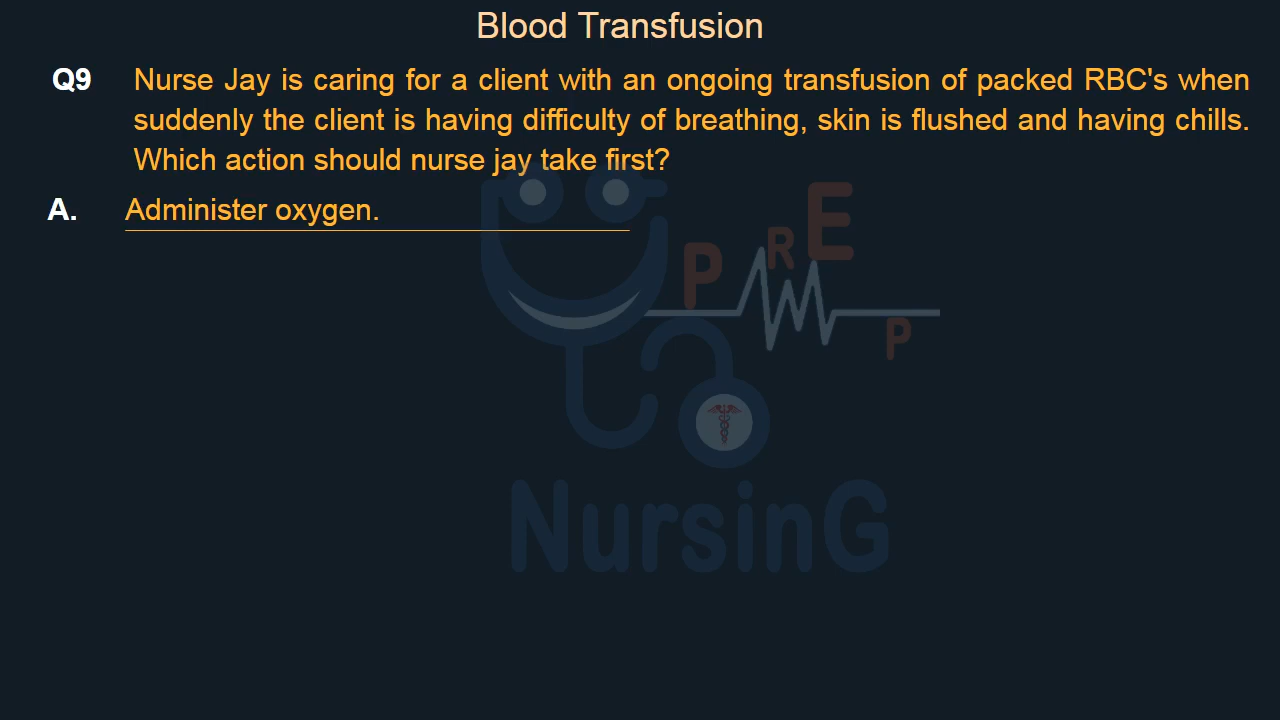 Blood Transfusion
Q9 Nurse Jay is caring for a client with an ongoing transfusion of packed RBC's when
suddenly the client is having difficulty of breathing, skin is flushed and having chills.
Which action should nurse jay take first?
A. Administer oxygen.
PREP
NursinG